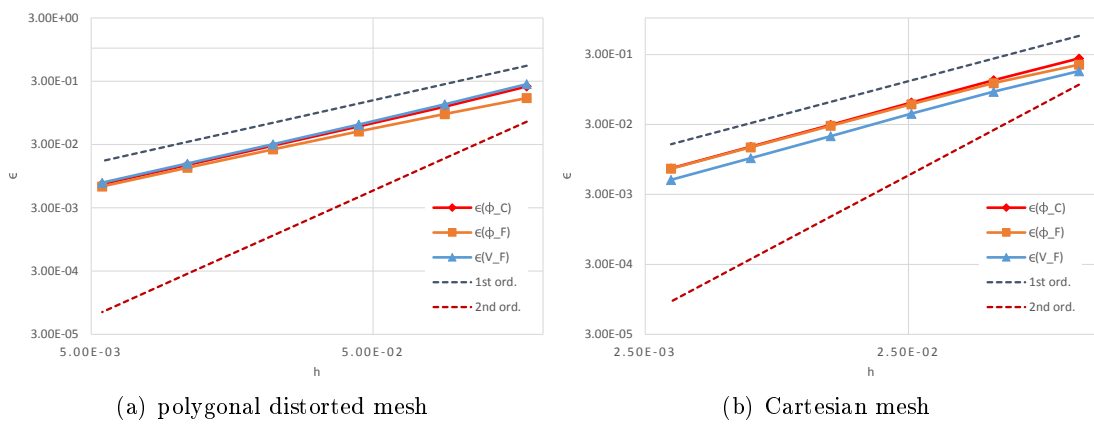 3.00E+00
3.00E-01
3.00E-02
3.00E-03
3.00E-04
3.00E-05
ϵ
5.00E-03
5.00E-02
h
ϵ(ϕ_C)
ϵ(ϕ_F)
ϵ(V_F)
1st ord.
2nd ord.
(a) polygonal distorted mesh
3.00E-01
3.00E-02
3.00E-03
3.00E-04
3.00E-05
ϵ
2.50E-03
2.50E-02
h
ϵ(ϕ_C)
ϵ(ϕ_F)
ϵ(V_F)
1st ord.
2nd ord.
(b) Cartesian mesh